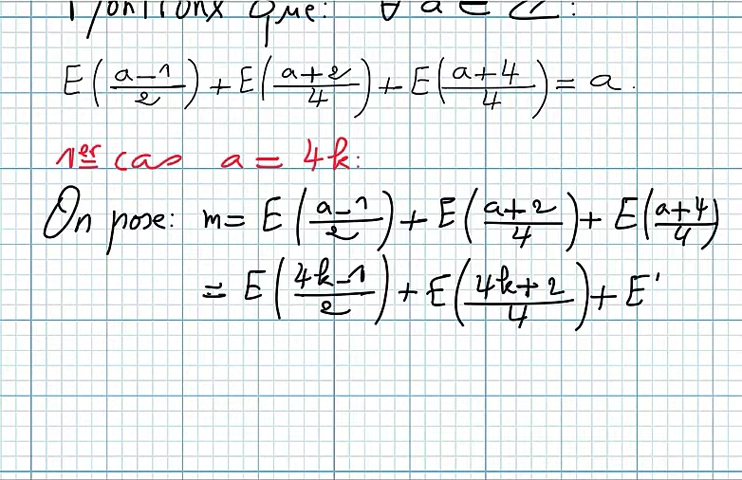 Montrons que: ∀ a ∈ ℤ:
E((a-1)/2) + E((a+2)/4) + E((a+4)/4) = a.
1er cas a = 4k:
On pose: m = E((a-1)/2) + E((a+2)/4) + E((a+4)/4)
= E((4k-1)/2) + E((4k+2)/4) + E'